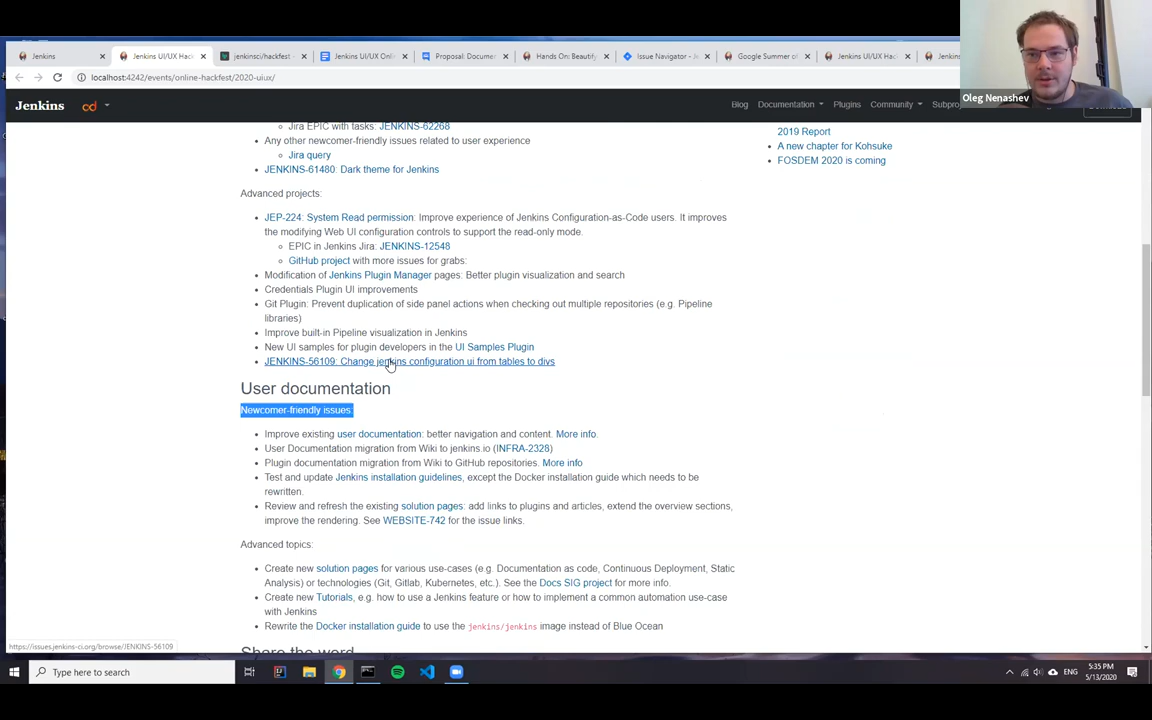 Jenkins
Jenkins UI/UX Hac
jenkinsci/hackfest
Jenkins UI/UX Onl
Proposal: Documen
Hands On: Beautify
Issue Navigator - Je
Google Summer of
Jenkins UI/UX Hac
Jenkins
localhost:4242/events/online-hackfest/2020-uiux/
Oleg Nenashev
Jenkins
cd
Blog
Documentation
Plugins
Community
Subproj
Jira EPIC with tasks: JENKINS-62268
Any other newcomer-friendly issues related to user experience
Jira query
JENKINS-61480: Dark theme for Jenkins
2019 Report
A new chapter for Kohsuke
FOSDEM 2020 is coming
Advanced projects:
JEP-224: System Read permission: Improve experience of Jenkins Configuration-as-Code users. It improves
the modifying Web UI configuration controls to support the read-only mode.
EPIC in Jenkins Jira: JENKINS-12548
GitHub project with more issues for grabs:
Modification of Jenkins Plugin Manager pages: Better plugin visualization and search
Credentials Plugin UI improvements
Git Plugin: Prevent duplication of side panel actions when checking out multiple repositories (e.g. Pipeline
libraries)
Improve built-in Pipeline visualization in Jenkins
New UI samples for plugin developers in the UI Samples Plugin
JENKINS-56109: Change jenkins configuration ui from tables to divs
User documentation
Newcomer-friendly issues:
Improve existing user documentation: better navigation and content. More info.
User Documentation migration from Wiki to jenkins.io (INFRA-2328)
Plugin documentation migration from Wiki to GitHub repositories. More info
Test and update Jenkins installation guidelines, except the Docker installation guide which needs to be
rewritten.
Review and refresh the existing solution pages: add links to plugins and articles, extend the overview sections,
improve the rendering. See WEBSITE-742 for the issue links.
Advanced topics:
Create new solution pages for various use-cases (e.g. Documentation as code, Continuous Deployment, Static
Analysis) or technologies (Git, Gitlab, Kubernetes, etc.). See the Docs SIG project for more info.
Create new Tutorials, e.g. how to use a Jenkins feature or how to implement a common automation use-case
with Jenkins
Rewrite the Docker installation guide to use the jenkins/jenkins image instead of Blue Ocean
Share the word
https://issues.jenkins-ci.org/browse/JENKINS-56109
Type here to search
ENG
5:35 PM
5/13/2020